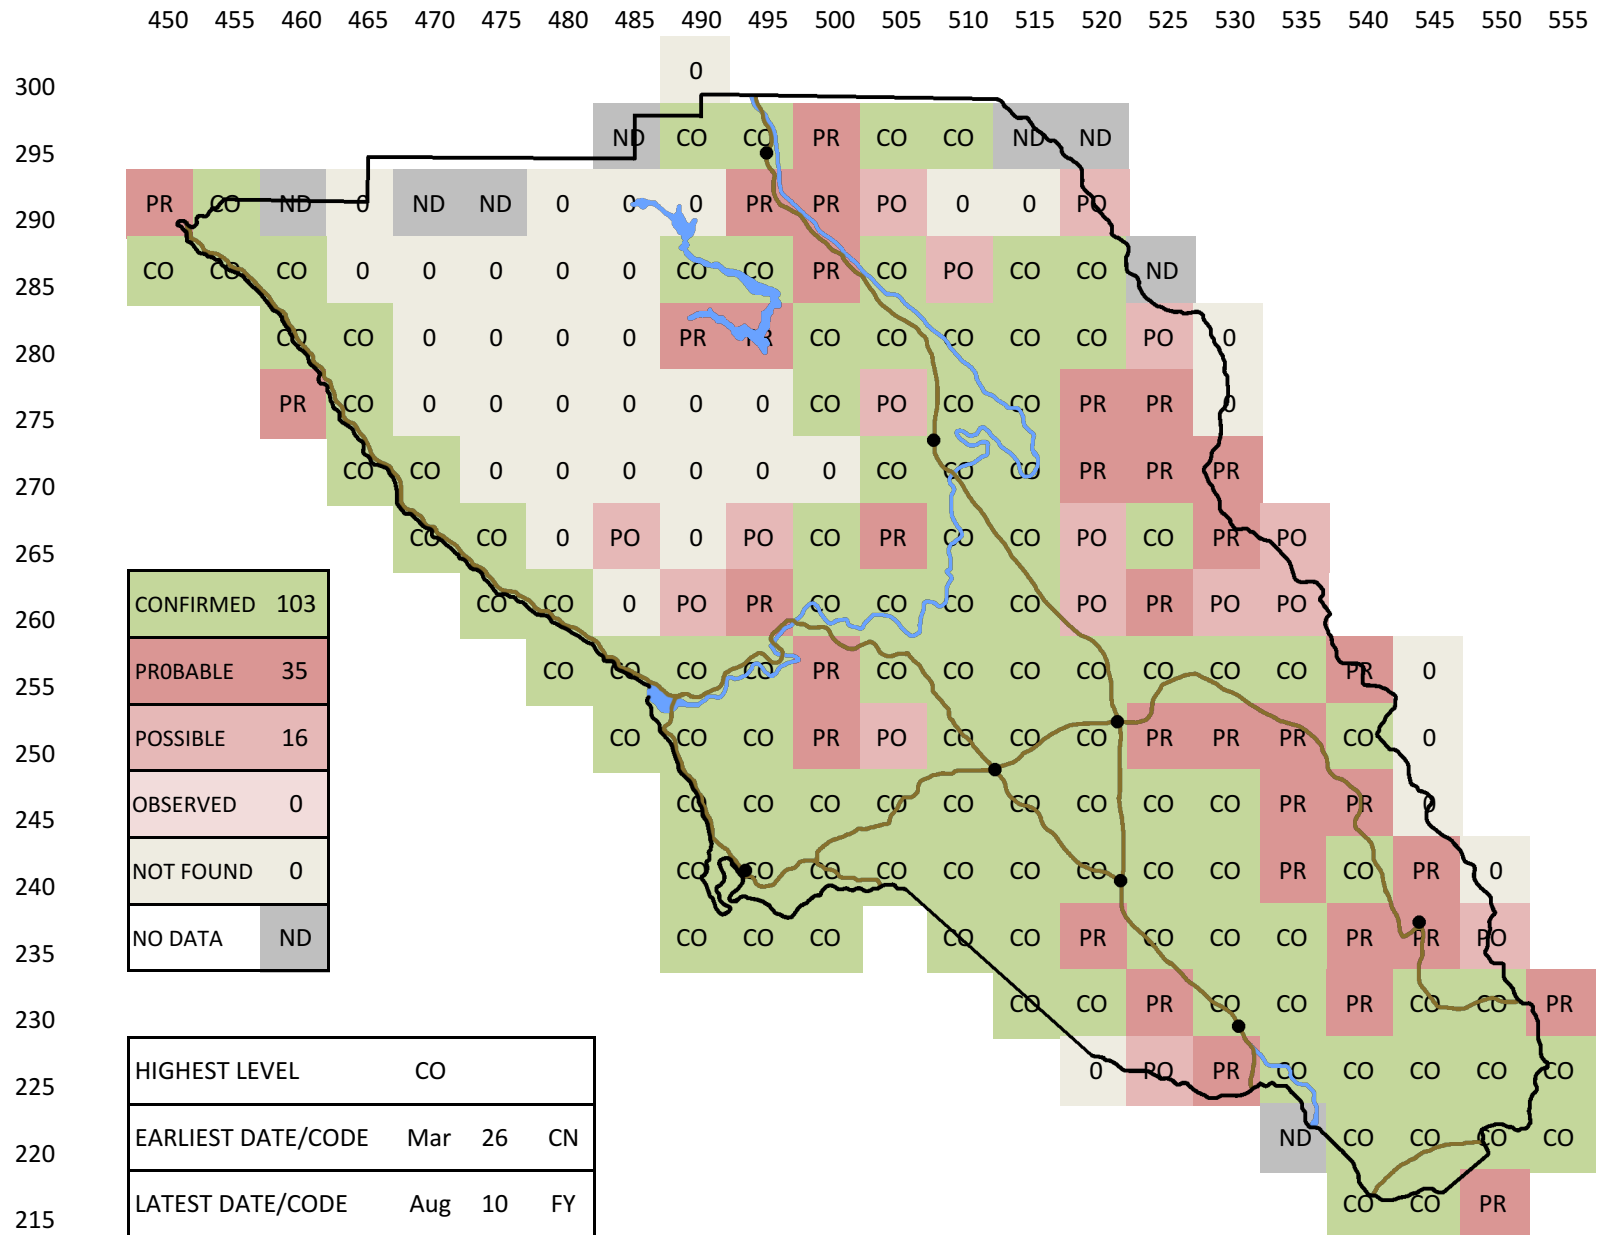 450 455 460 465 470 475 480 485 490 495 500 505 510 515 520 525 530 535 540 545 550 555
300 0
295 ND CO CO PR CO CO ND ND
290 PR CO ND 0 ND ND 0 0 0 PR PR PO 0 0 PO
285 CO CO CO 0 0 0 0 0 CO CO PR CO PO CO CO ND
280 CO CO 0 0 0 0 PR PR CO CO CO CO CO PO 0
275 PR CO 0 0 0 0 0 0 CO PO CO CO PR PR 0
270 CO CO 0 0 0 0 0 0 CO CO CO PR PR PR
265 CO CO 0 PO 0 PO CO PR CO CO PO CO PR PO
260 CO CO 0 PO PR CO CO CO CO PO PR PO PO
255 CO CO CO CO PR CO CO CO CO CO CO CO PR 0
250 CO CO CO PR PO CO CO CO PR PR PR CO 0
245 CO CO CO CO CO CO CO CO CO PR PR 0
240 CO CO CO CO CO CO CO CO CO PR CO PR 0
235 CO CO CO CO CO PR CO CO CO PR PR PO
230 CO CO PR CO CO PR CO CO PR
225 0 PO PR CO CO CO CO CO
220 ND CO CO CO CO
215 CO CO PR
CONFIRMED 103
PR0BABLE 35
POSSIBLE 16
OBSERVED 0
NOT FOUND 0
NO DATA ND
HIGHEST LEVEL CO
EARLIEST DATE/CODE Mar 26 CN
LATEST DATE/CODE Aug 10 FY